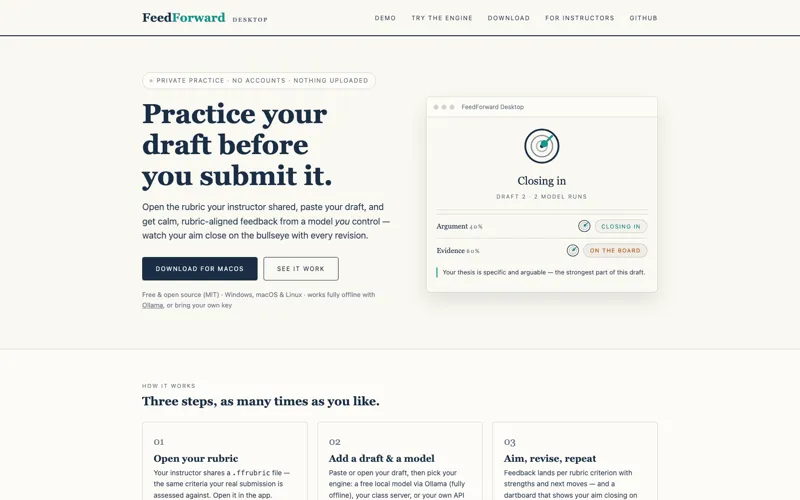 FeedForward DESKTOP
DEMO TRY THE ENGINE DOWNLOAD FOR INSTRUCTORS GITHUB
PRIVATE PRACTICE · NO ACCOUNTS · NOTHING UPLOADED
Practice your
draft before
you submit it.
Open the rubric your instructor shared, paste your draft, and
get calm, rubric-aligned feedback from a model you control —
watch your aim close on the bullseye with every revision.
DOWNLOAD FOR MACOS
SEE IT WORK
Free & open source (MIT) · Windows, macOS & Linux · works fully offline with
Ollama, or bring your own key
FeedForward Desktop
Closing in
DRAFT 2 · 2 MODEL RUNS
Argument 40% CLOSING IN
Evidence 60% ON THE BOARD
Your thesis is specific and arguable — the strongest part of this draft.
HOW IT WORKS
Three steps, as many times as you like.
01
Open your rubric
Your instructor shares a .ffrubric file —
the same criteria your real submission is
assessed against. Open it in the app.
02
Add a draft & a model
Paste or open your draft, then pick your
engine: a free local model via Ollama (fully
offline), your class server, or your own API
03
Aim, revise, repeat
Feedback lands per rubric criterion with
strengths and next moves — and a
dartboard that shows your aim closing on